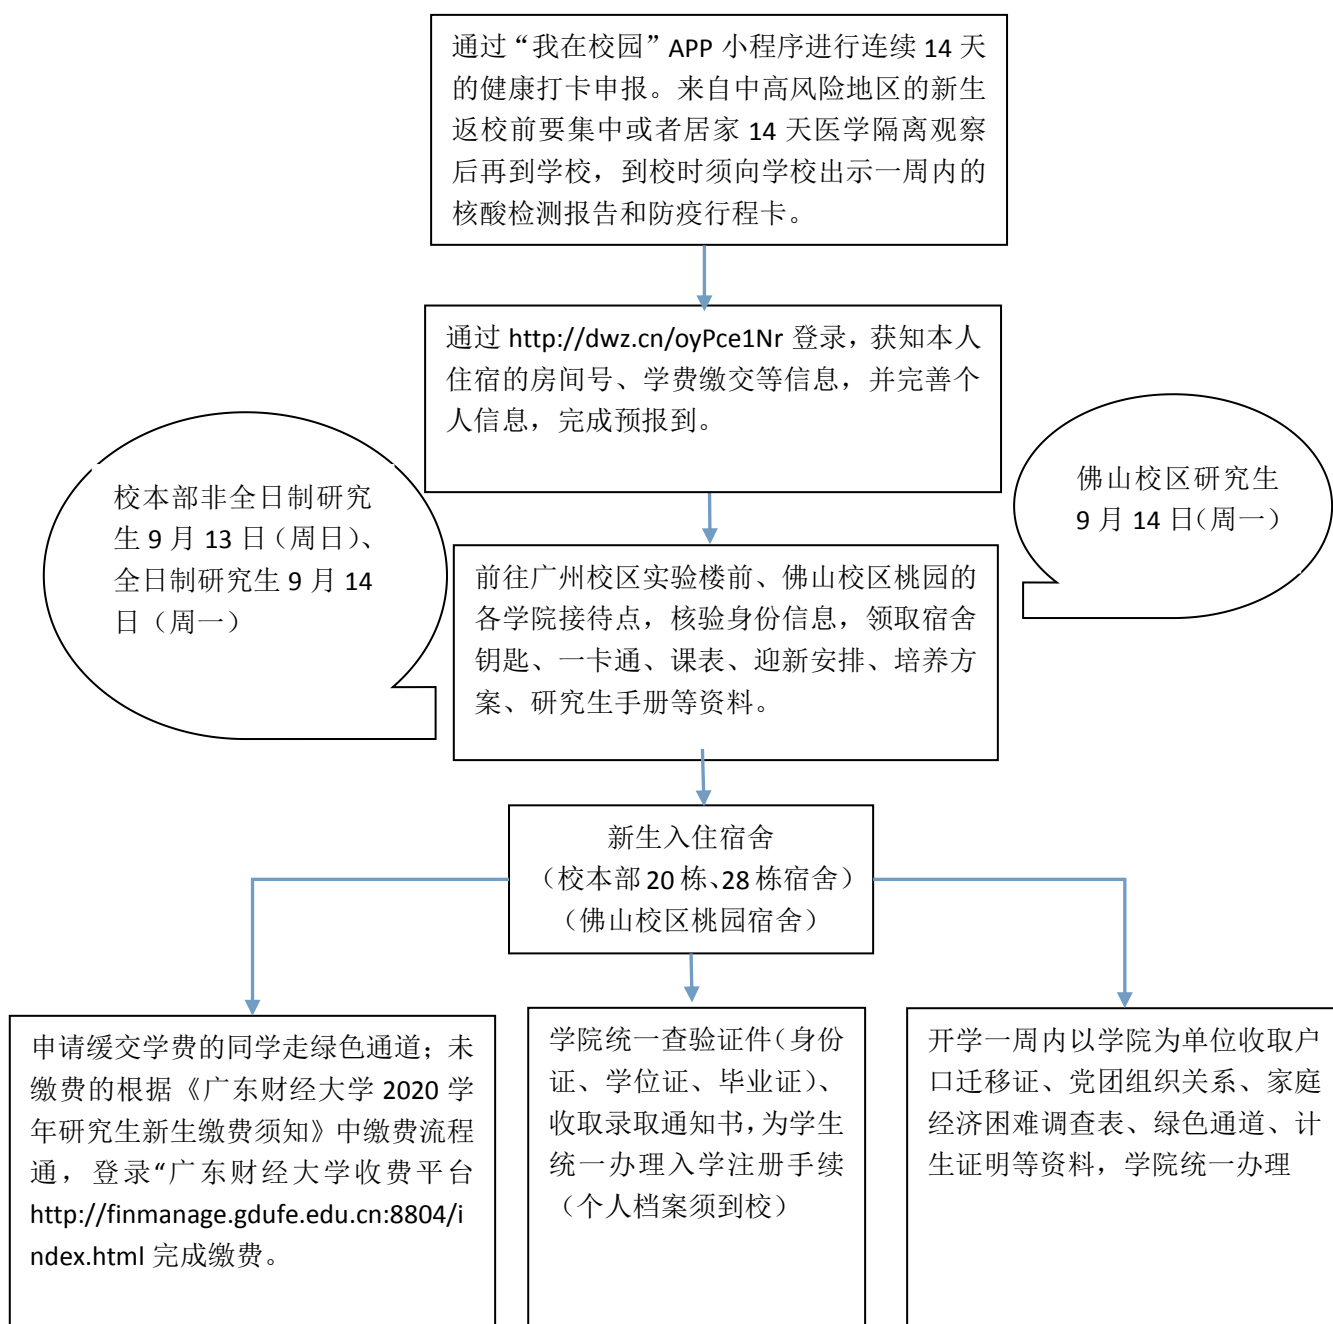 通过“我在校园”APP 小程序进行连续 14 天
的健康打卡申报。来自中高风险地区的新生
返校前要集中或者居家 14 天医学隔离观察
后再到学校，到校时须向学校出示一周内的
核酸检测报告和防疫行程卡。
通过 http://dwz.cn/oyPce1Nr 登录，获知本人
住宿的房间号、学费缴交等信息，并完善个
人信息，完成预报到。
校本部非全日制研究
生 9 月 13 日（周日）、
全日制研究生 9 月 14
日（周一）
佛山校区研究生
9 月 14 日（周一）
前往广州校区实验楼前、佛山校区桃园的
各学院接待点，核验身份信息，领取宿舍
钥匙、一卡通、课表、迎新安排、培养方
案、研究生手册等资料。
新生入住宿舍
（校本部 20 栋、28 栋宿舍）
（佛山校区桃园宿舍）
申请缓交学费的同学走绿色通道；未
缴费的根据《广东财经大学 2020 学
年研究生新生缴费须知》中缴费流程
通，登录“广东财经大学收费平台
http://finmanage.gdufe.edu.cn:8804/i
ndex.html 完成缴费。
学院统一查验证件（身份
证、学位证、毕业证）、
收取录取通知书，为学生
统一办理入学注册手续
（个人档案须到校）
开学一周内以学院为单位收取户
口迁移证、党团组织关系、家庭
经济困难调查表、绿色通道、计
生证明等资料，学院统一办理